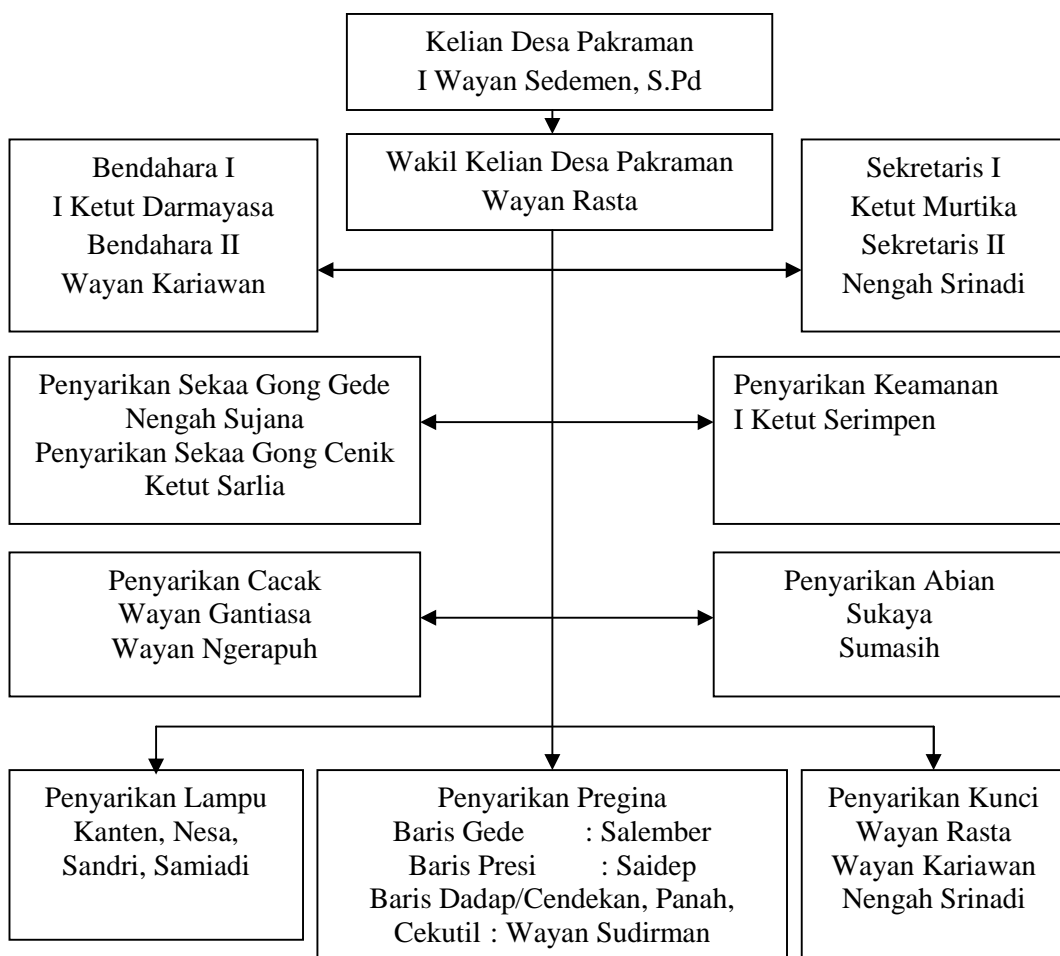 Kelian Desa Pakraman
I Wayan Sedemen, S.Pd
Wakil Kelian Desa Pakraman
Wayan Rasta
Bendahara I
I Ketut Darmayasa
Bendahara II
Wayan Kariawan
Sekretaris I
Ketut Murtika
Sekretaris II
Nengah Srinadi
Penyarikan Sekaa Gong Gede
Nengah Sujana
Penyarikan Sekaa Gong Cenik
Ketut Sarlia
Penyarikan Keamanan
I Ketut Serimpen
Penyarikan Cacak
Wayan Gantiasa
Wayan Ngerapuh
Penyarikan Abian
Sukaya
Sumasih
Penyarikan Lampu
Kanten, Nesa,
Sandri, Samiadi
Penyarikan Pregina
Baris Gede : Salember
Baris Presi : Saidep
Baris Dadap/Cendekan, Panah,
Cekutil : Wayan Sudirman
Penyarikan Kunci
Wayan Rasta
Wayan Kariawan
Nengah Srinadi